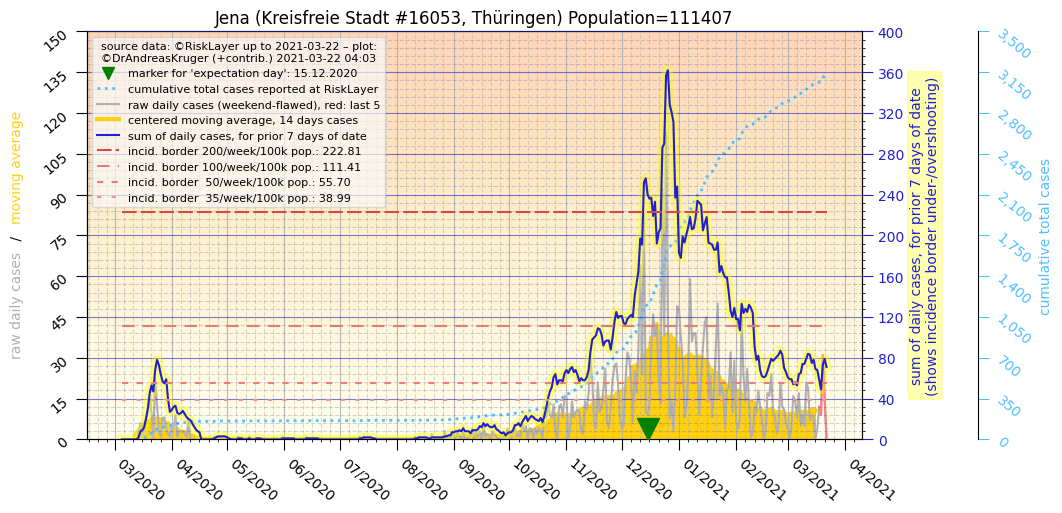 Jena (Kreisfreie Stadt #16053, Thüringen) Population=111407
source data: ©RiskLayer up to 2021-03-22 – plot:
©DrAndreasKruger (+contrib.) 2021-03-22 04:03
marker for 'expectation day': 15.12.2020
cumulative total cases reported at RiskLayer
raw daily cases (weekend-flawed), red: last 5
centered moving average, 14 days cases
sum of daily cases, for prior 7 days of date
incid. border 200/week/100k pop.: 222.81
incid. border 100/week/100k pop.: 111.41
incid. border  50/week/100k pop.: 55.70
incid. border  35/week/100k pop.: 38.99
raw daily cases  /  moving average
150
135
120
105
90
75
60
45
30
15
0
03/2020
04/2020
05/2020
06/2020
07/2020
08/2020
09/2020
10/2020
11/2020
12/2020
01/2021
02/2021
03/2021
04/2021
400
360
320
280
240
200
160
120
80
40
0
sum of daily cases, for prior 7 days of date
(shows incidence border under-/overshooting)
3,500
3,150
2,800
2,450
2,100
1,750
1,400
1,050
700
350
0
cumulative total cases